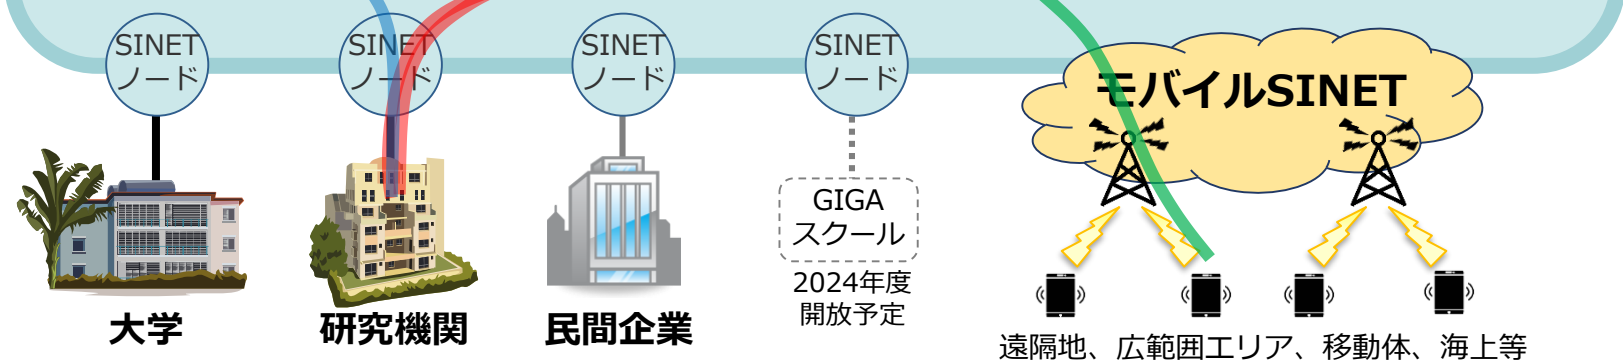 SINET
ノード
SINET
ノード
SINET
ノード
SINET
ノード
モバイルSINET
GIGA
スクール
2024年度
開放予定
大学
研究機関
民間企業
遠隔地、広範囲エリア、移動体、海上等